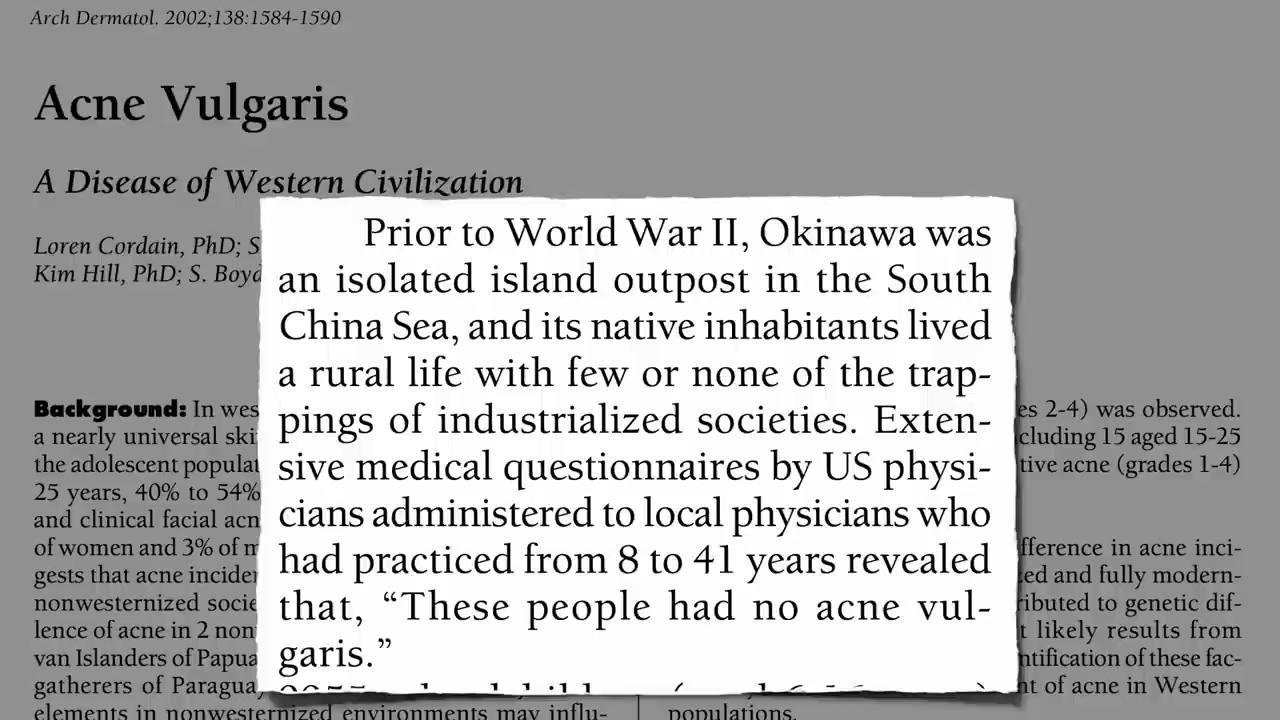 Arch Dermatol. 2002;138:1584-1590
Acne Vulgaris
A Disease of Western Civilization
Loren Cordain, PhD; S
Kim Hill, PhD; S. Boyd
Prior to World War II, Okinawa was
an isolated island outpost in the South
China Sea, and its native inhabitants lived
a rural life with few or none of the trap-
pings of industrialized societies. Exten-
sive medical questionnaires by US physi-
cians administered to local physicians who
had practiced from 8 to 41 years revealed
that, “These people had no acne vul-
garis.”
Background: In wes
a nearly universal ski
the adolescent populat
25 years, 40% to 54%
and clinical facial acn
of women and 3% of m
gests that acne incider
nonwesternized socie
lence of acne in 2 non
van Islanders of Papua
gatherers of Paraguay
elements in nonwesternized environments may influ-
es 2-4) was observed.
cluding 15 aged 15-25
tive acne (grades 1-4)
fference in acne inci-
zed and fully modern-
ributed to genetic dif-
t likely results from
ntification of these fac-
nt of acne in Western
populations.